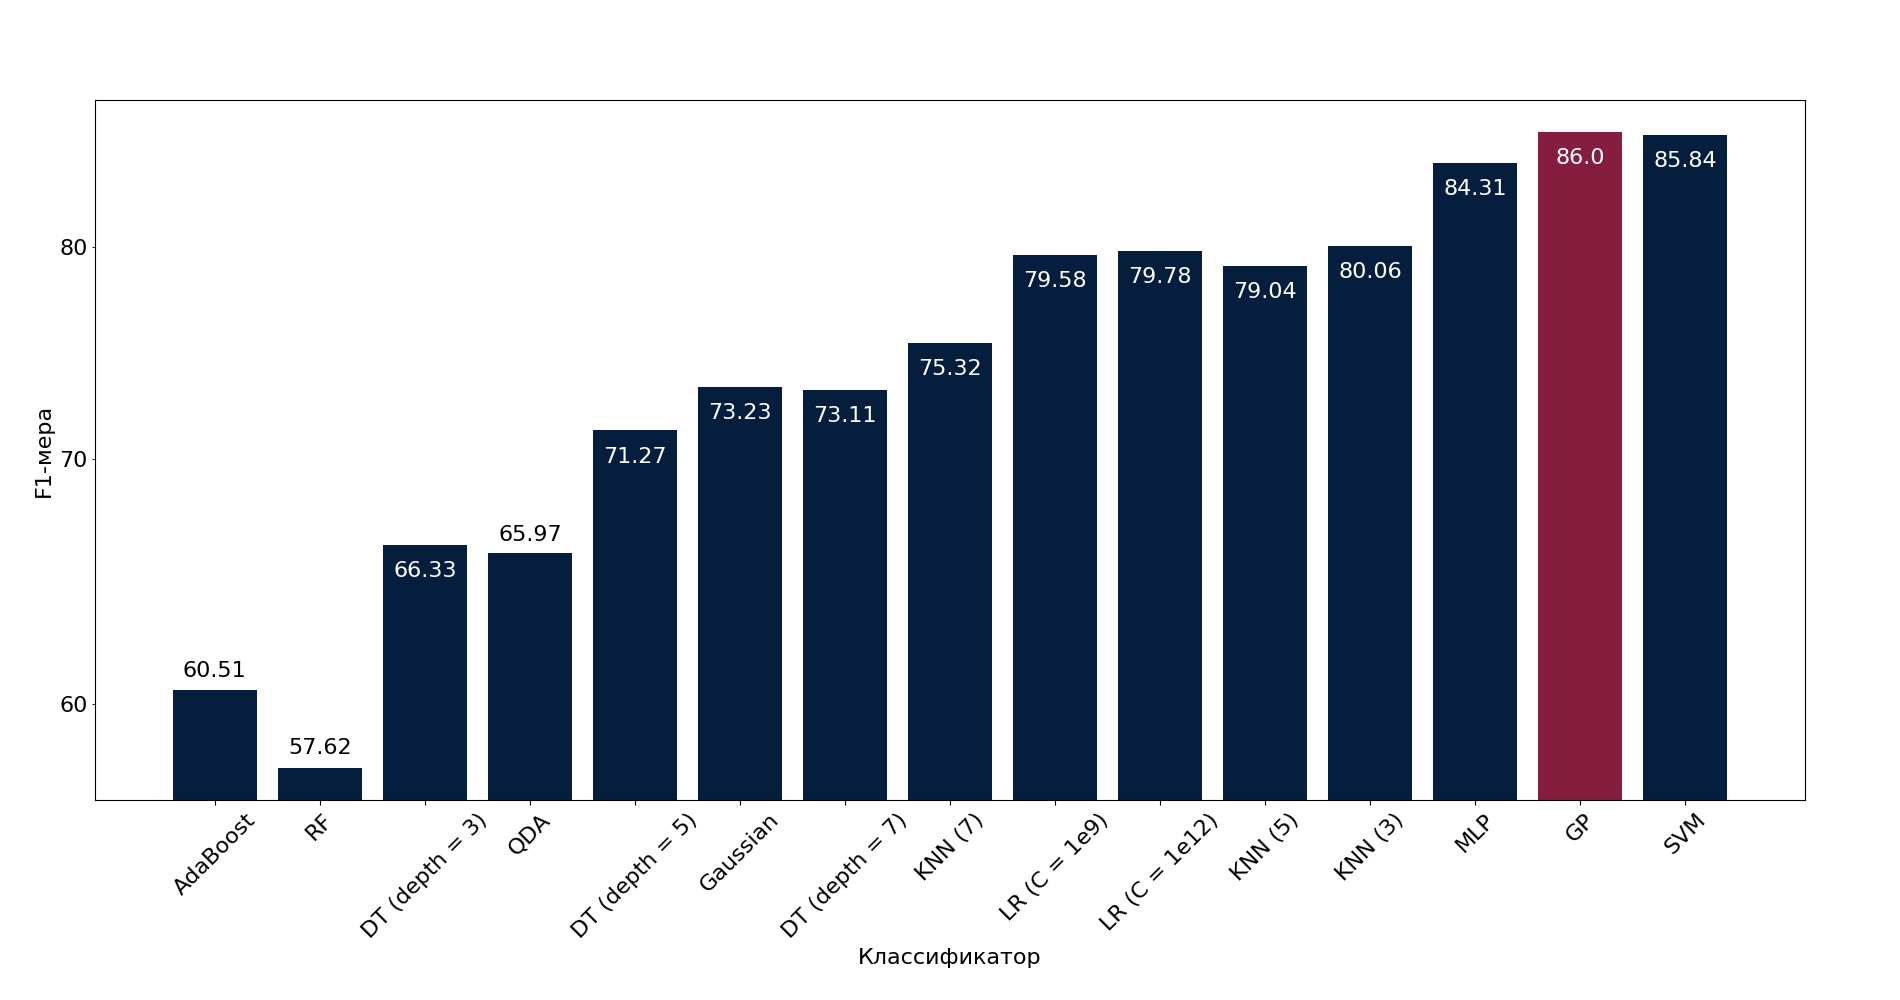 F1-мера
80
70
60
60.51
57.62
66.33
65.97
71.27
73.23
73.11
75.32
79.58
79.78
79.04
80.06
84.31
86.0
85.84
AdaBoost
RF
DT (depth = 3)
QDA
DT (depth = 5)
Gaussian
DT (depth = 7)
KNN (7)
LR (C = 1e9)
LR (C = 1e12)
KNN (5)
KNN (3)
MLP
GP
SVM
Классификатор